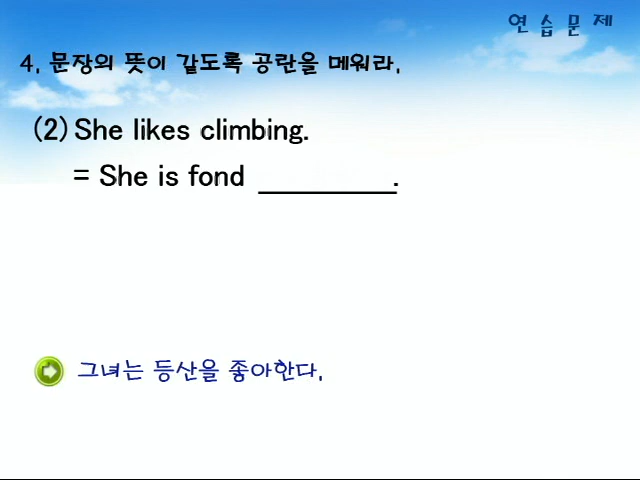 연습문제
4. 문장의 뜻이 같도록 공란을 메워라.
(2) She likes climbing.
= She is fond ________.
그녀는 등산을 좋아한다.